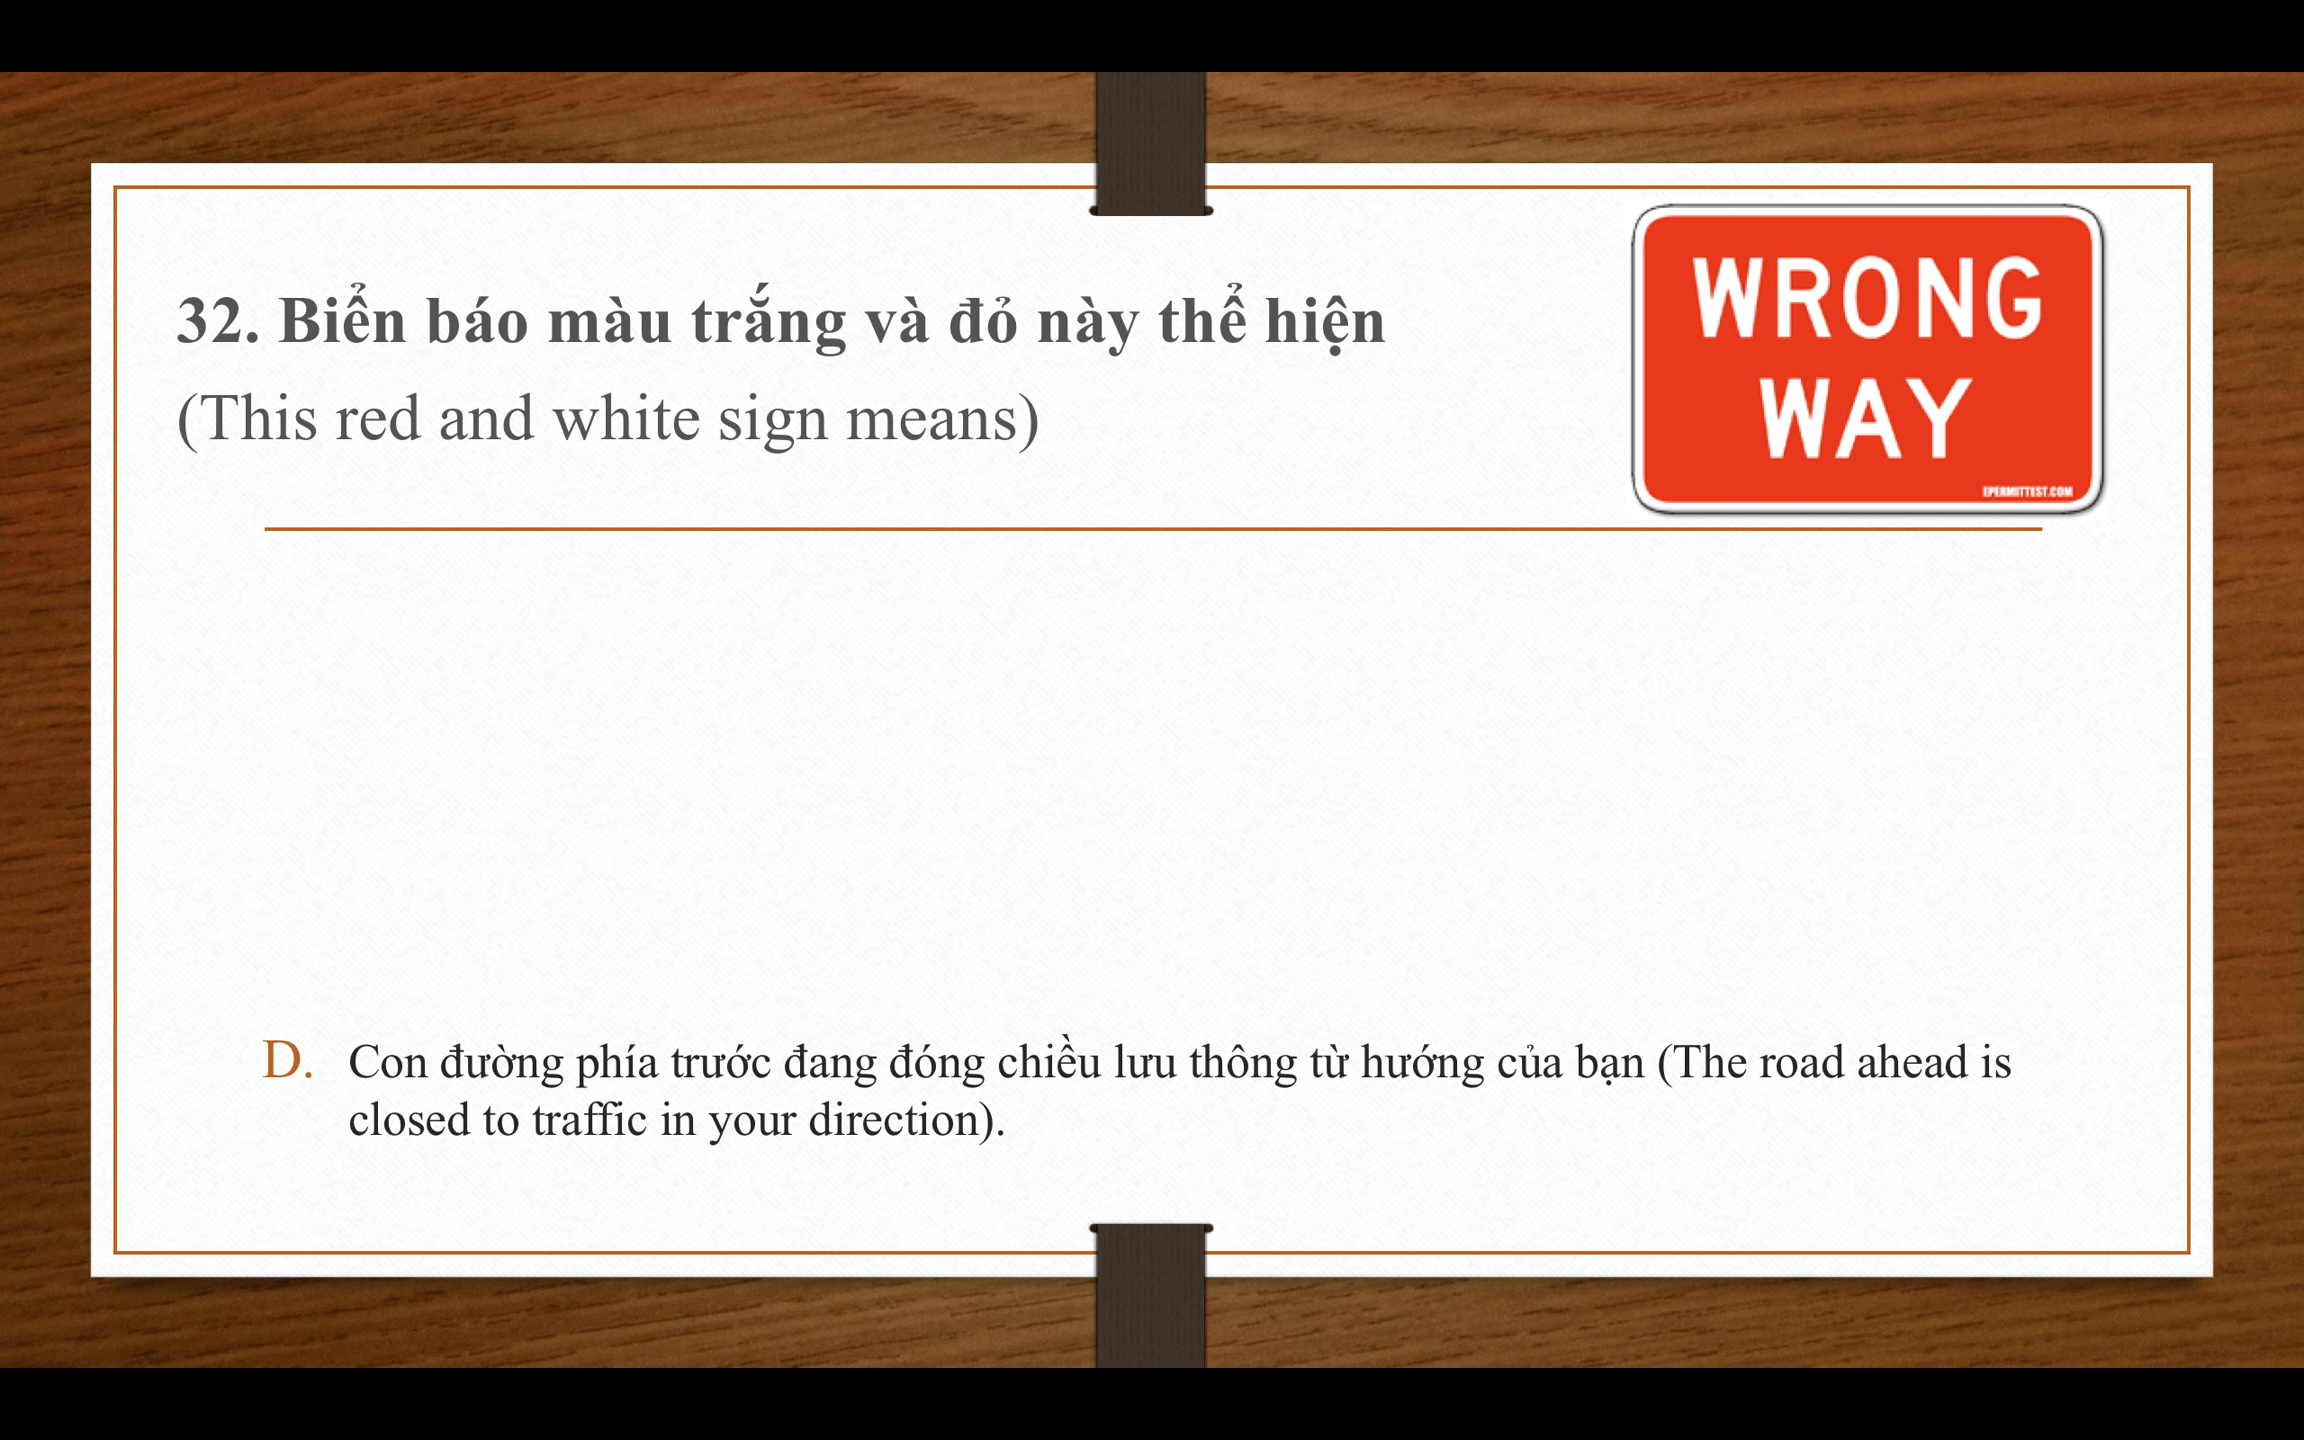 32. Biển báo màu trắng và đỏ này thể hiện
(This red and white sign means)
WRONG
WAY
EPERMITTEST.COM
D. Con đường phía trước đang đóng chiều lưu thông từ hướng của bạn (The road ahead is
closed to traffic in your direction).